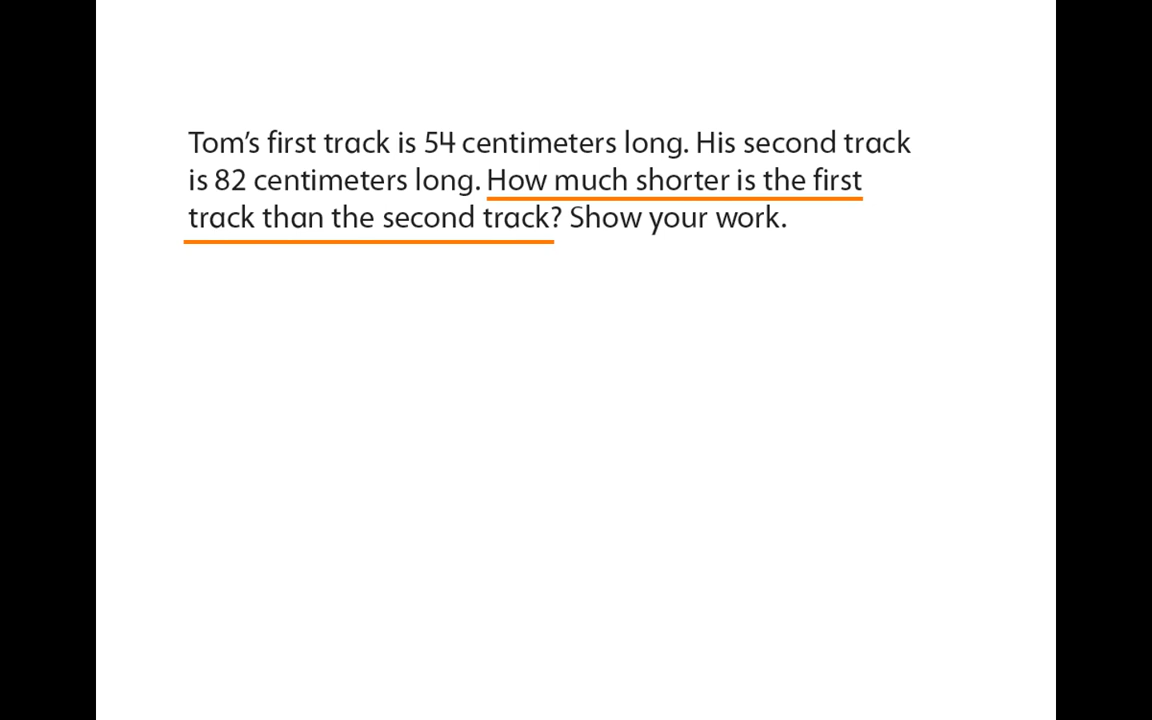 Tom’s first track is 54 centimeters long. His second track
is 82 centimeters long. How much shorter is the first
track than the second track? Show your work.